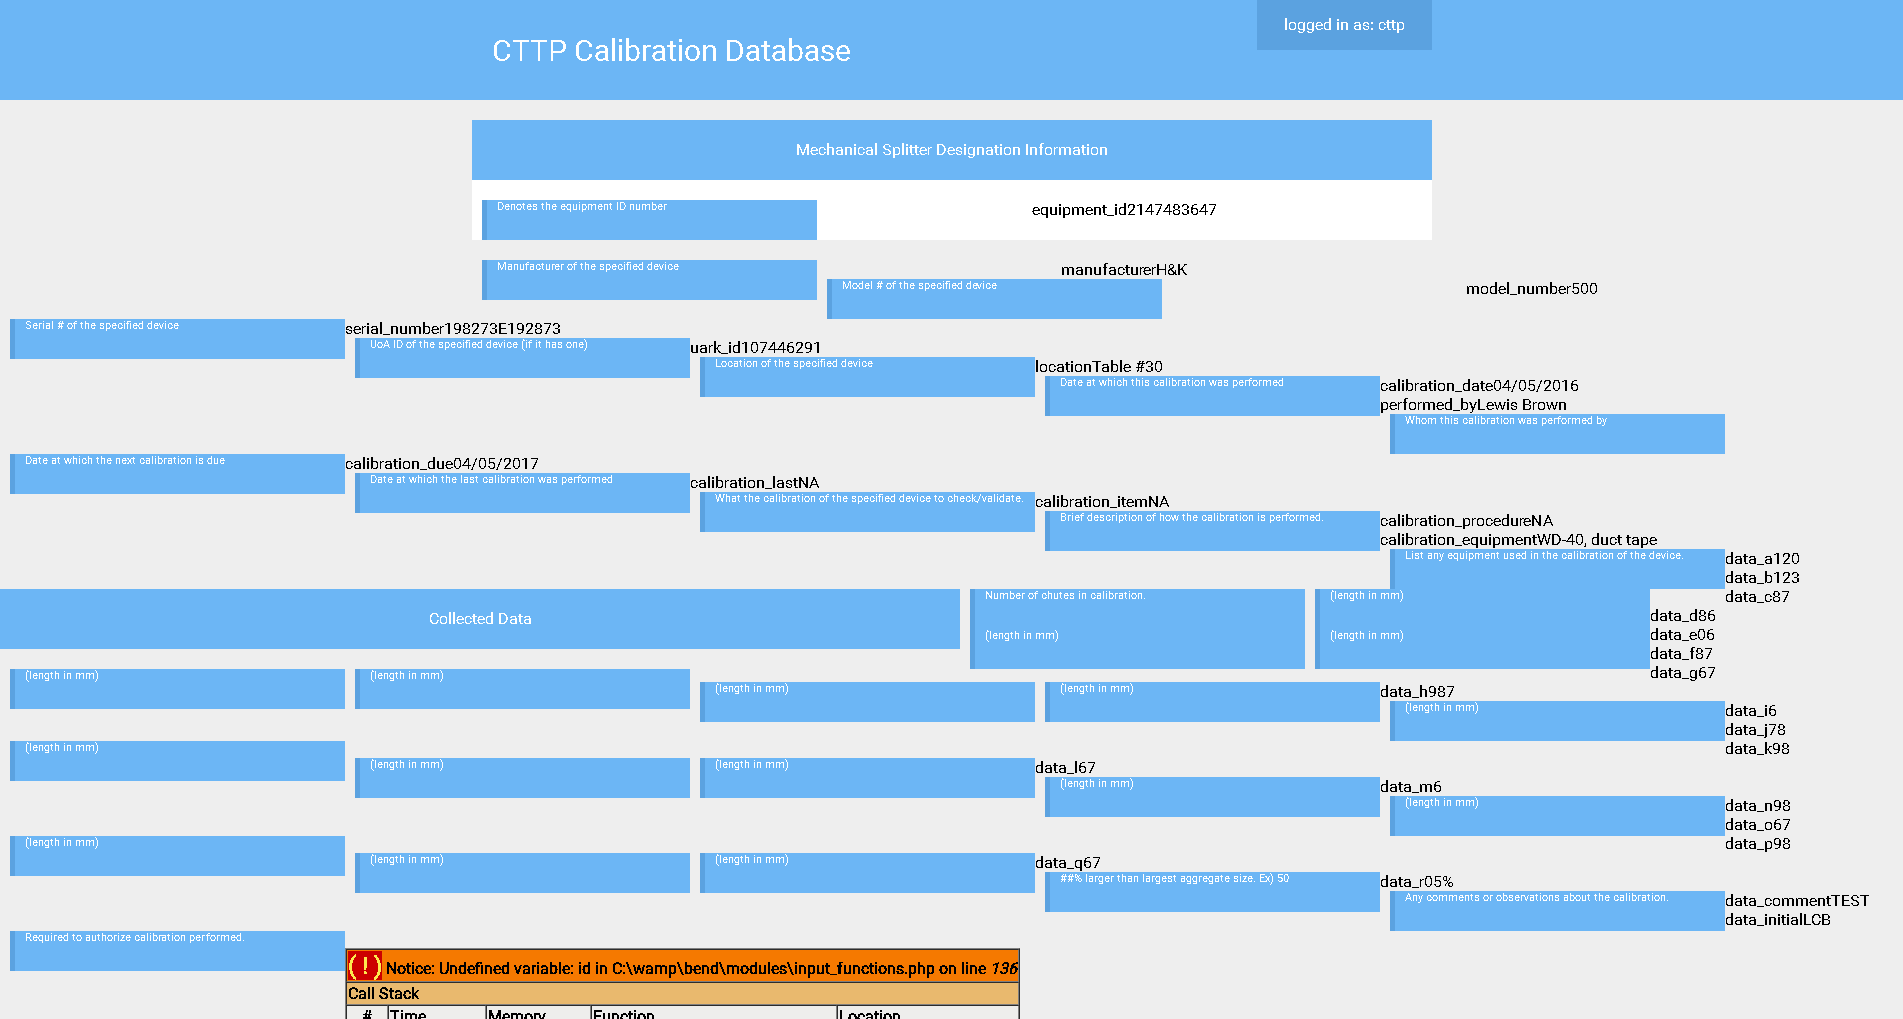 logged in as: cttp
CTTP Calibration Database
Mechanical Splitter Designation Information
Denotes the equipment ID number
equipment_id2147483647
Manufacturer of the specified device
manufacturerH&K
Model # of the specified device
model_number500
Serial # of the specified device
serial_number198273E192873
UoA ID of the specified device (if it has one)
uark_id107446291
Location of the specified device
locationTable #30
Date at which this calibration was performed
calibration_date04/05/2016
performed_byLewis Brown
Whom this calibration was performed by
Date at which the next calibration is due
calibration_due04/05/2017
Date at which the last calibration was performed
calibration_lastNA
What the calibration of the specified device to check/validate.
calibration_itemNA
Brief description of how the calibration is performed.
calibration_procedureNA
calibration_equipmentWD-40, duct tape
List any equipment used in the calibration of the device.
data_a120
data_b123
data_c87
Collected Data
Number of chutes in calibration.
(length in mm)
(length in mm)
(length in mm)
data_d86
data_e06
data_f87
data_g67
(length in mm)
(length in mm)
(length in mm)
(length in mm)
data_h987
(length in mm)
data_i6
data_j78
data_k98
(length in mm)
(length in mm)
(length in mm)
data_l67
(length in mm)
data_m6
(length in mm)
data_n98
data_o67
data_p98
(length in mm)
(length in mm)
(length in mm)
data_q67
##% larger than largest aggregate size. Ex) 50
data_r05%
Any comments or observations about the calibration.
data_commentTEST
data_initialLCB
Required to authorize calibration performed.
(!) Notice: Undefined variable: id in C:\wamp\bend\modules\input_functions.php on line 136
Call Stack
# Time Memory Function Location